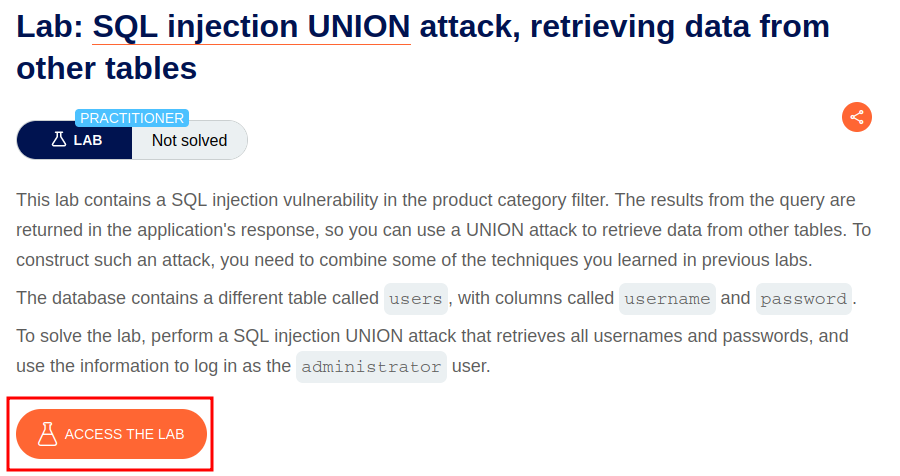 Lab: SQL injection UNION attack, retrieving data from
other tables
PRACTITIONER
LAB Not solved
This lab contains a SQL injection vulnerability in the product category filter. The results from the query are
returned in the application's response, so you can use a UNION attack to retrieve data from other tables. To
construct such an attack, you need to combine some of the techniques you learned in previous labs.
The database contains a different table called users, with columns called username and password.
To solve the lab, perform a SQL injection UNION attack that retrieves all usernames and passwords, and
use the information to log in as the administrator user.
ACCESS THE LAB